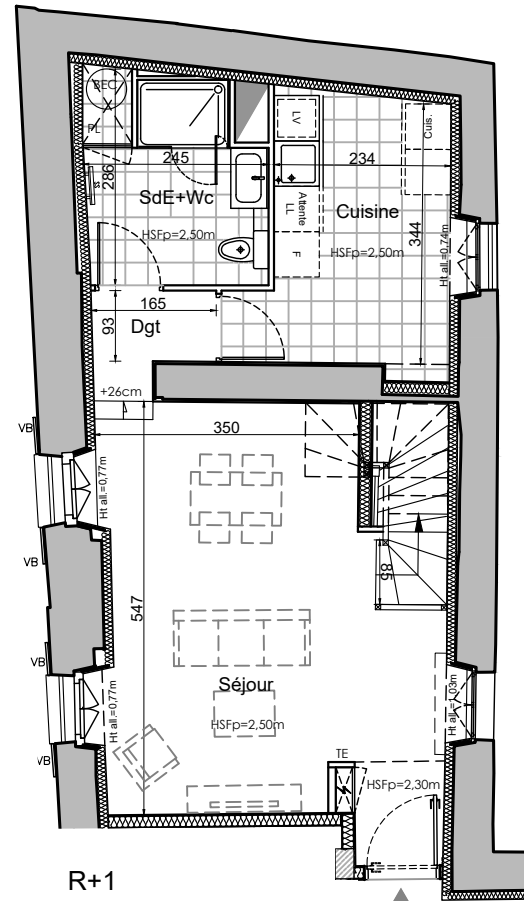 BEC
PL
LV
Cuis.
245
234
286
SdE+Wc
Attente
LL
Cuisine
HSFp=2,50m
HSFp=2,50m
344
F
Ht all.=0,74m
165
93
Dgt
+26cm
VB
350
Ht all.=0,77m
VB
85
547
VB
Séjour
HSFp=2,50m
Ht all.=0,77m
Ht all.=1,03m
VB
TE
HSFp=2,30m
R+1